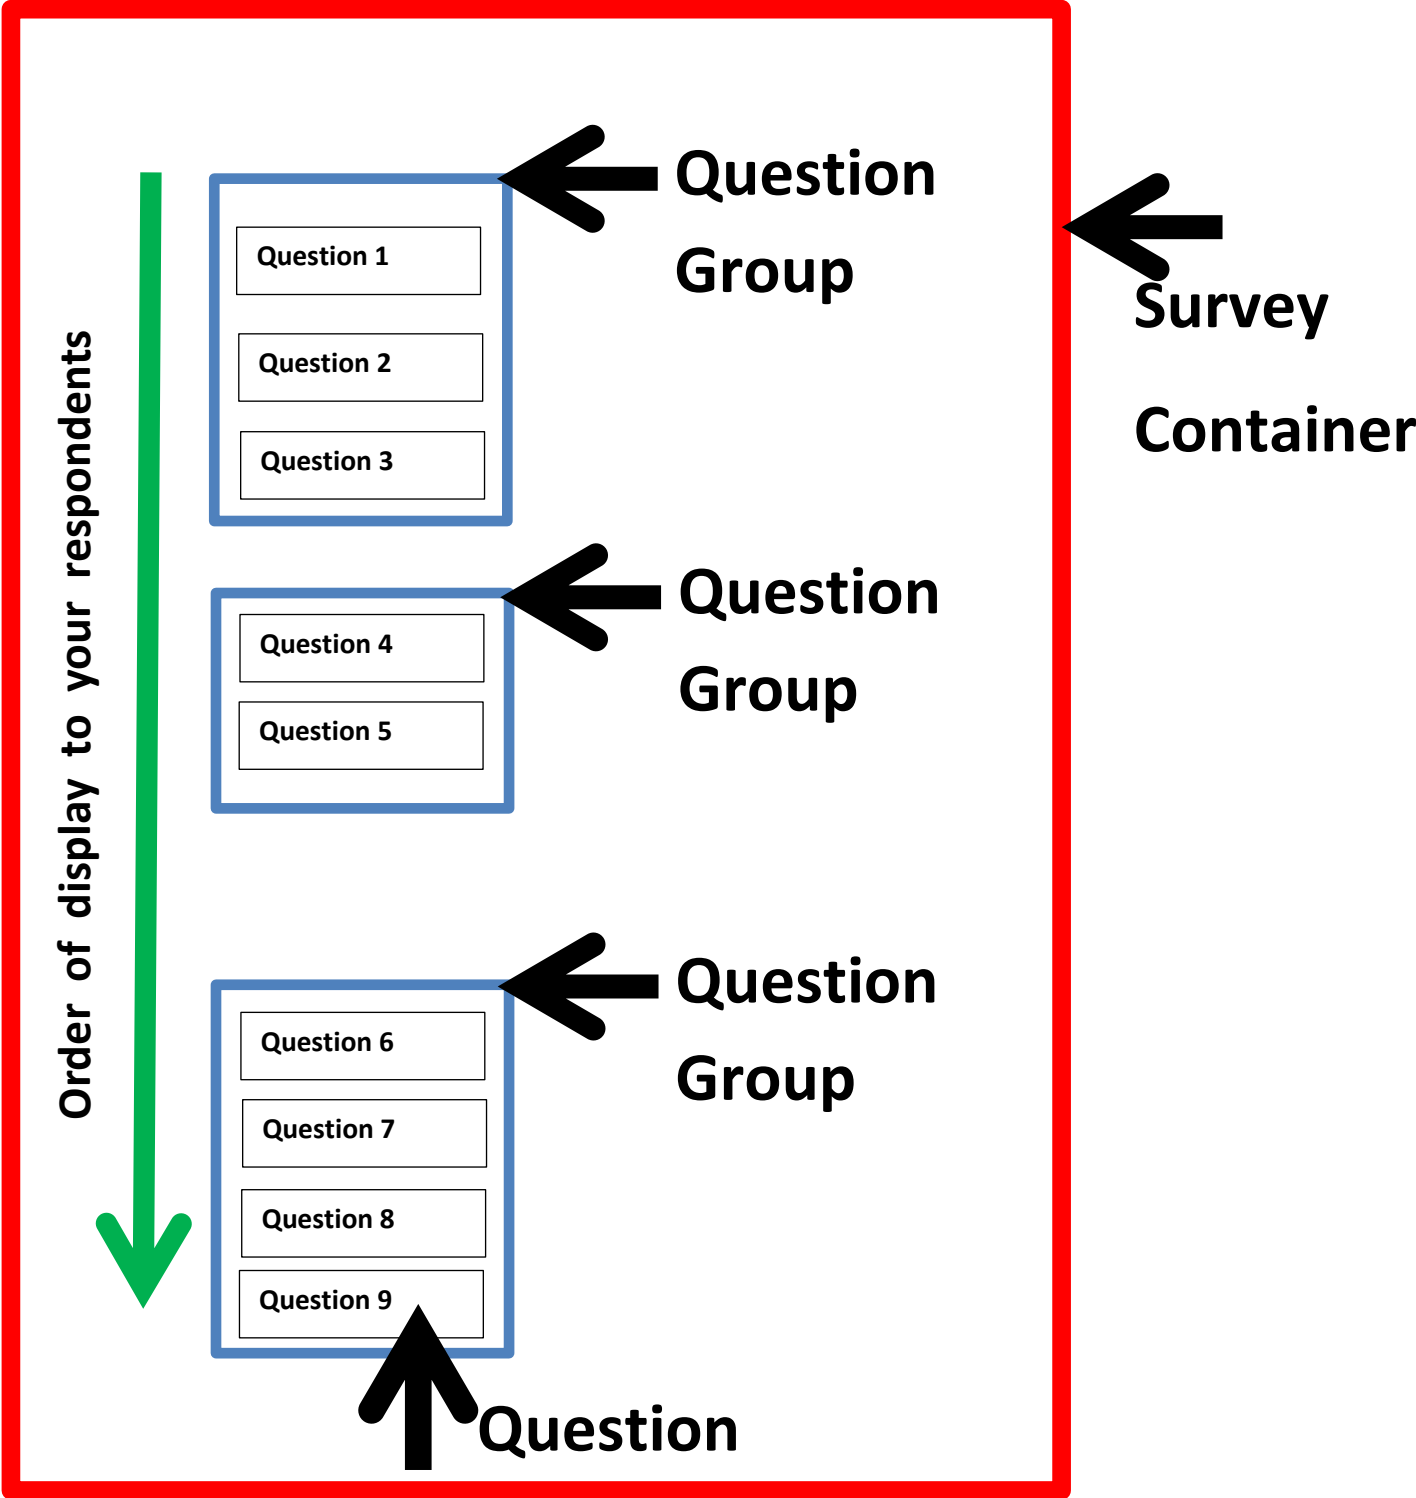 Question
Group
Question 1
Question 2
Question 3
Survey
Container
Order of display to your respondents
Question
Group
Question 4
Question 5
Question
Group
Question 6
Question 7
Question 8
Question 9
Question